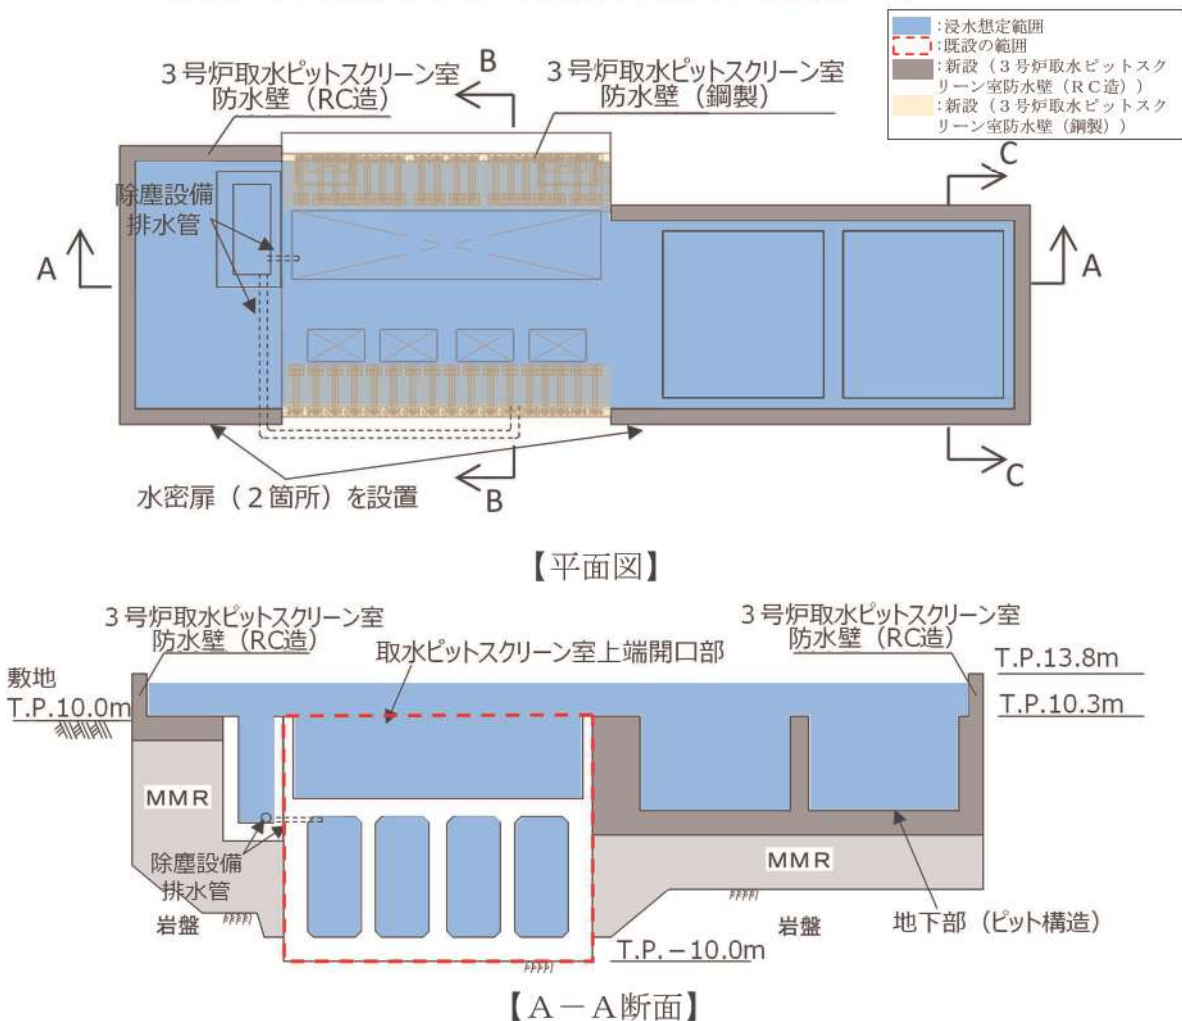 :浸水想定範囲
:既設の範囲
:新設(3号炉取水ピットスク
リーン室防水壁(RC造))
:新設(3号炉取水ピットスク
リーン室防水壁(鋼製))
3号炉取水ピットスクリーン室
防水壁(RC造)
B
3号炉取水ピットスクリーン室
防水壁(鋼製)
C
除塵設備
排水管
A
A
水密扉(2箇所)を設置
B
C
【平面図】
3号炉取水ピットスクリーン室
防水壁(RC造)
取水ピットスクリーン室上端開口部
3号炉取水ピットスクリーン室
防水壁(RC造)
T.P.13.8m
敷地
T.P.10.0m
T.P.10.3m
MMR
除塵設備
排水管
岩盤
MMR
岩盤
地下部(ピット構造)
T.P.-10.0m
【A-A断面】